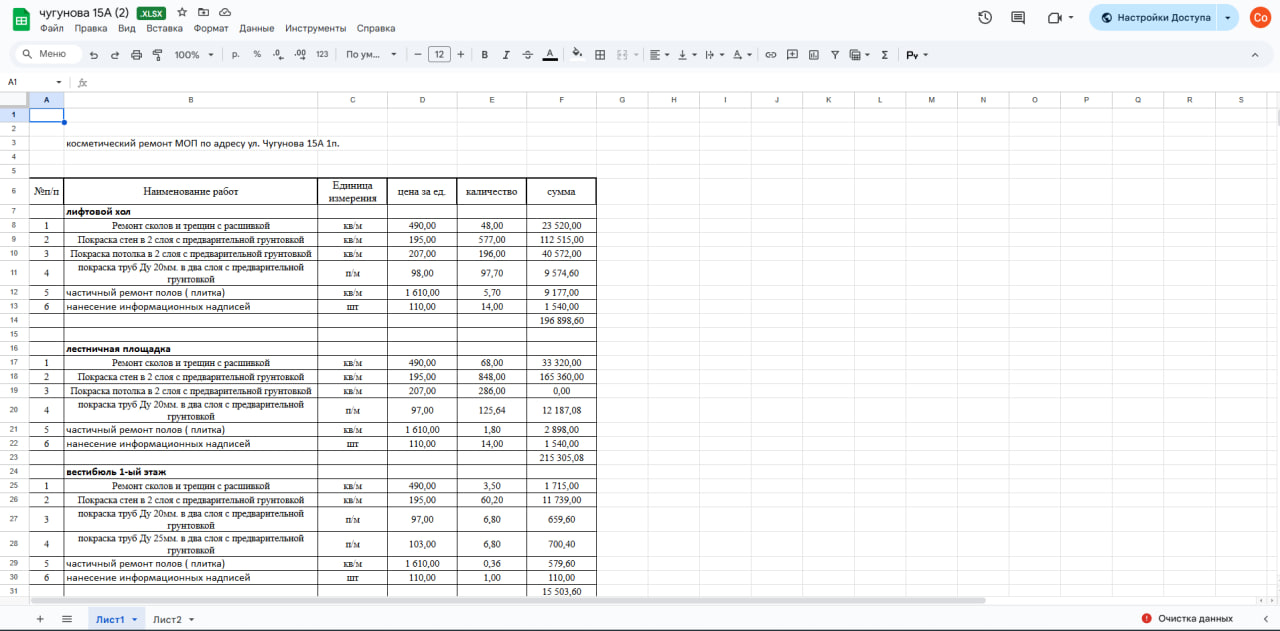 чугунова 15А (2) .XLSX
Файл Правка Вид Вставка Формат Данные Инструменты Справка
Настройки Доступа
Co
Меню 100% р. % .0 .00 123 По ум... − 12 + B I S A Σ Py
A1 fx
A B C D E F G H I J K L M N O P Q R S
1
2
3 косметический ремонт МОП по адресу ул. Чугунова 15А 1п.
4
5
6 №п/п Наименование работ Единица измерения цена за ед. каличество сумма
7 лифтовой хол
8 1 Ремонт сколов и трещин с расшивкой кв/м 490,00 48,00 23 520,00
9 2 Покраска стен в 2 слоя с предварительной грунтовкой кв/м 195,00 577,00 112 515,00
10 3 Покраска потолка в 2 слоя с предварительной грунтовкой кв/м 207,00 196,00 40 572,00
11 4 покраска труб Ду 20мм. в два слоя с предварительной грунтовкой п/м 98,00 97,70 9 574,60
12 5 частичный ремонт полов ( плитка) кв/м 1 610,00 5,70 9 177,00
13 6 нанесение информационных надписей шт 110,00 14,00 1 540,00
14 196 898,60
15
16 лестничная площадка
17 1 Ремонт сколов и трещин с расшивкой кв/м 490,00 68,00 33 320,00
18 2 Покраска стен в 2 слоя с предварительной грунтовкой кв/м 195,00 848,00 165 360,00
19 3 Покраска потолка в 2 слоя с предварительной грунтовкой кв/м 207,00 286,00 0,00
20 4 покраска труб Ду 20мм. в два слоя с предварительной грунтовкой п/м 97,00 125,64 12 187,08
21 5 частичный ремонт полов ( плитка) кв/м 1 610,00 1,80 2 898,00
22 6 нанесение информационных надписей шт 110,00 14,00 1 540,00
23 215 305,08
24 вестибюль 1-ый этаж
25 1 Ремонт сколов и трещин с расшивкой кв/м 490,00 3,50 1 715,00
26 2 Покраска стен в 2 слоя с предварительной грунтовкой кв/м 195,00 60,20 11 739,00
27 3 покраска труб Ду 20мм. в два слоя с предварительной грунтовкой п/м 97,00 6,80 659,60
28 4 покраска труб Ду 25мм. в два слоя с предварительной грунтовкой п/м 103,00 6,80 700,40
29 5 частичный ремонт полов ( плитка) кв/м 1 610,00 0,36 579,60
30 6 нанесение информационных надписей шт 110,00 1,00 110,00
31 15 503,60
Лист1 Лист2 Очистка данных